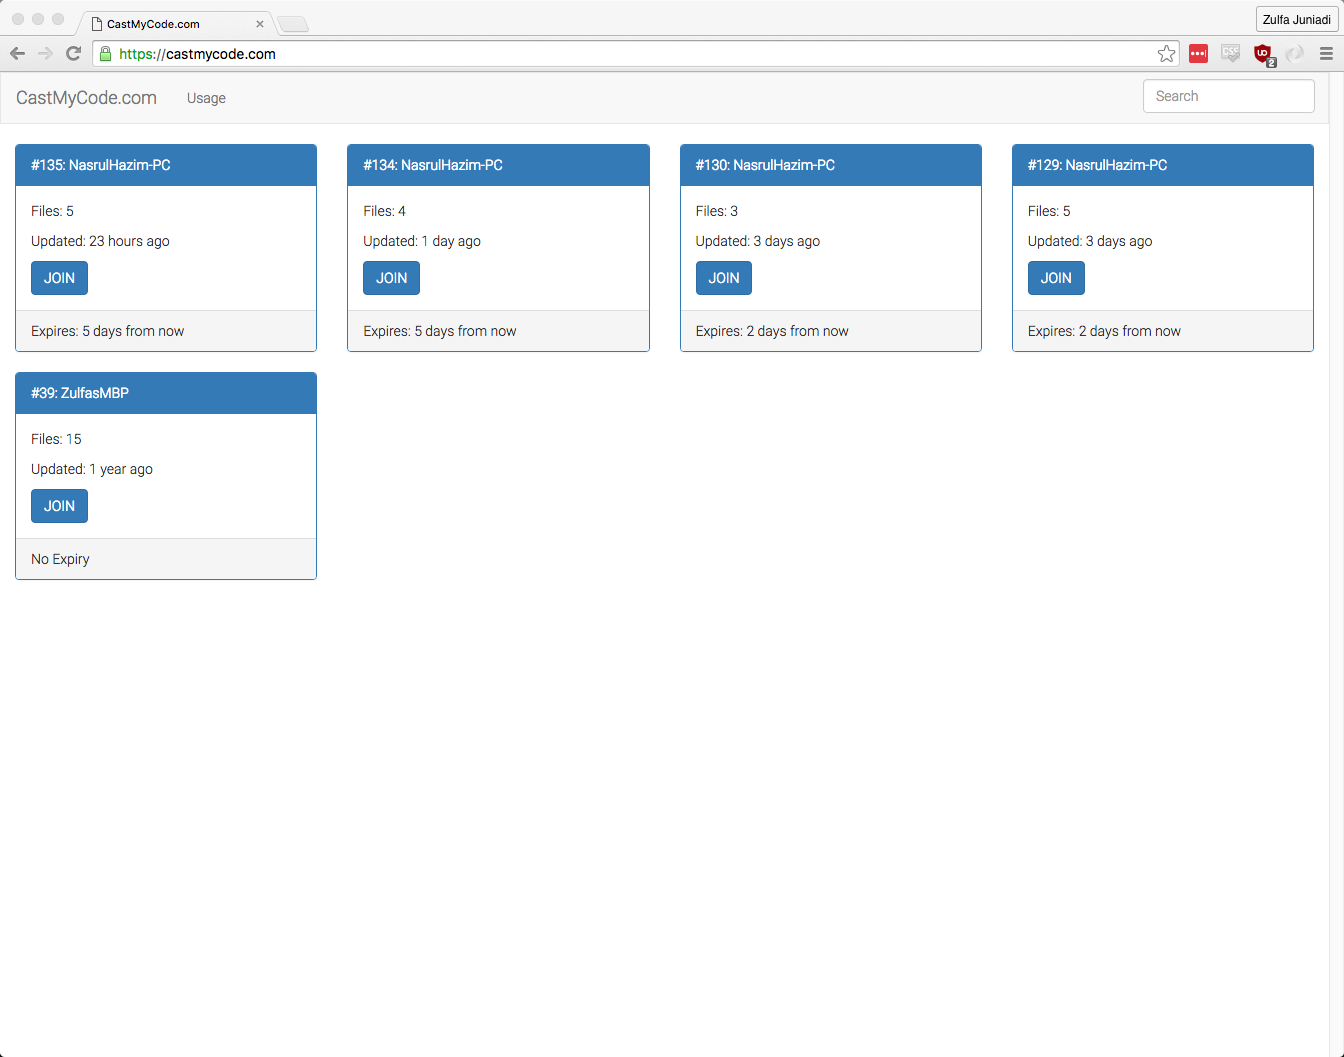 CastMyCode.com
Zulfa Juniadi
https://castmycode.com
2
CastMyCode.com Usage Search
#135: NasrulHazim-PC
Files: 5
Updated: 23 hours ago
JOIN
Expires: 5 days from now
#134: NasrulHazim-PC
Files: 4
Updated: 1 day ago
JOIN
Expires: 5 days from now
#130: NasrulHazim-PC
Files: 3
Updated: 3 days ago
JOIN
Expires: 2 days from now
#129: NasrulHazim-PC
Files: 5
Updated: 3 days ago
JOIN
Expires: 2 days from now
#39: ZulfasMBP
Files: 15
Updated: 1 year ago
JOIN
No Expiry